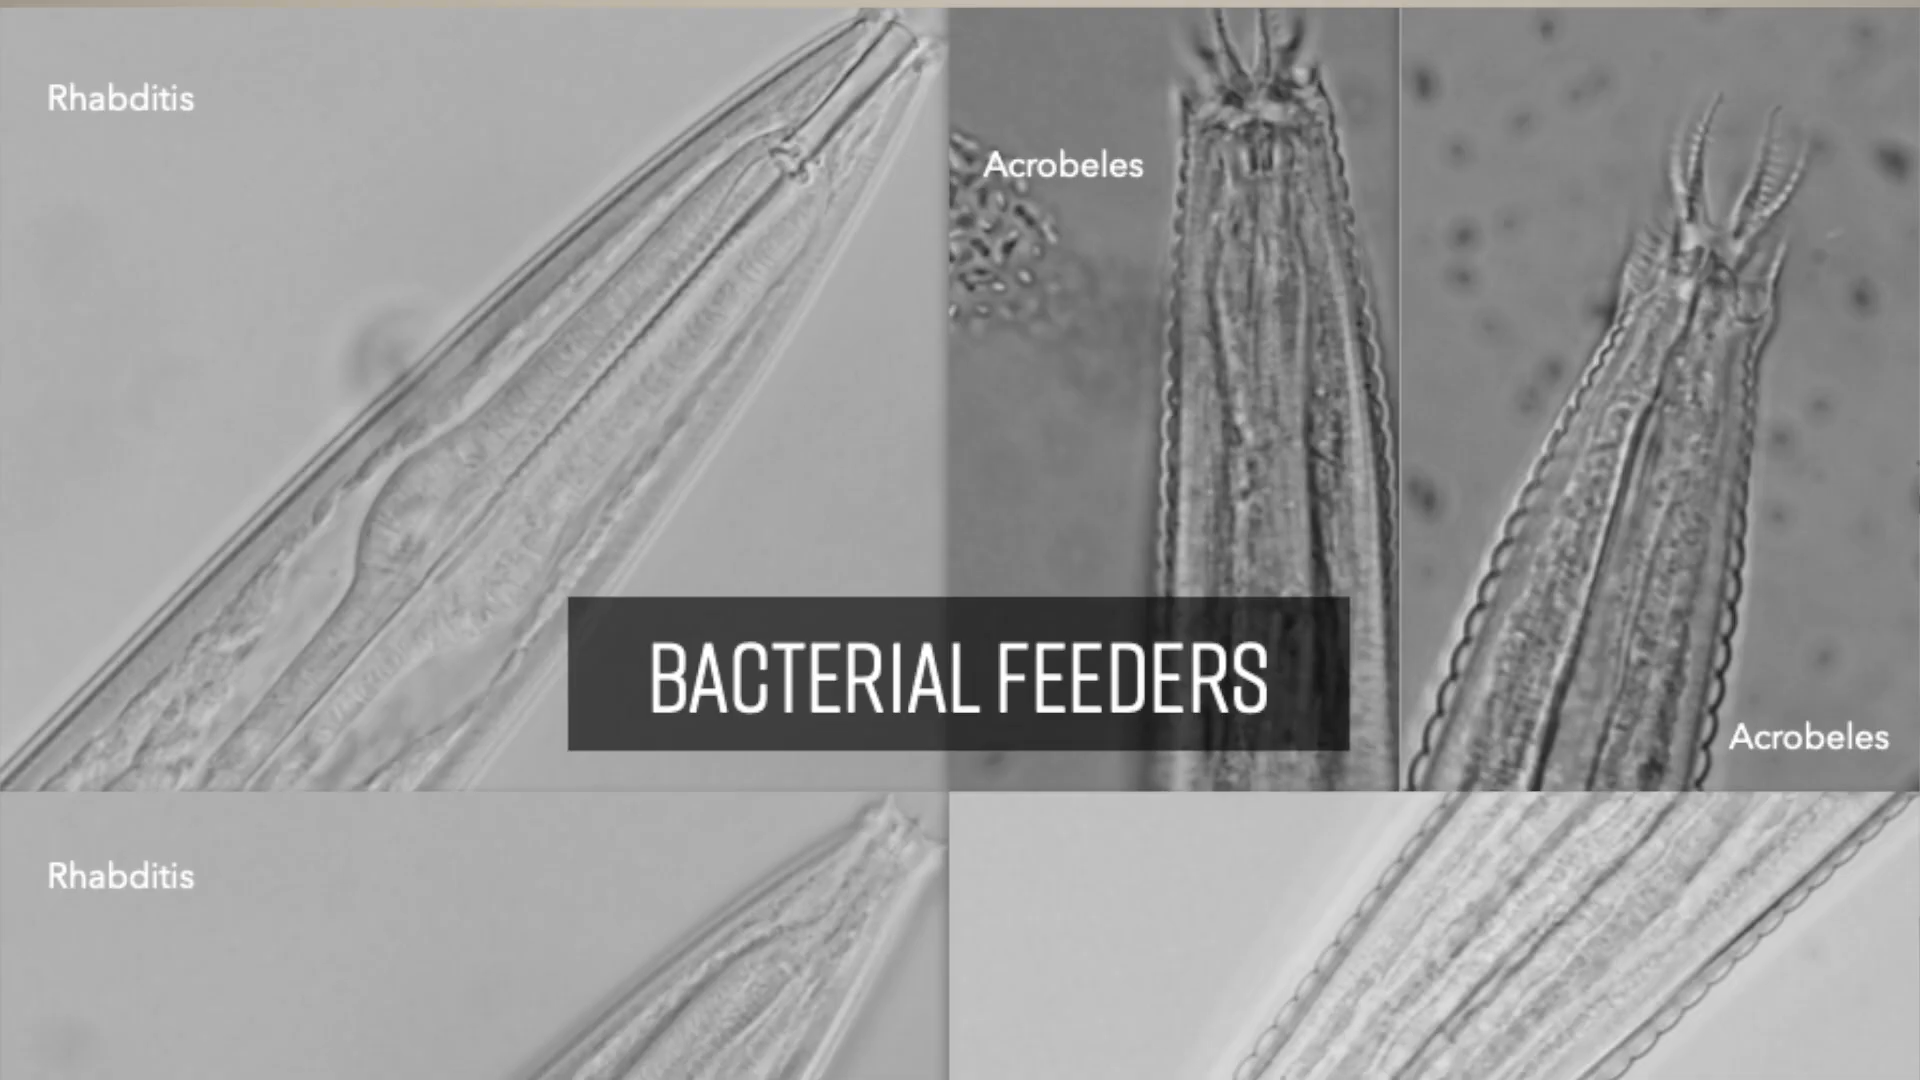 Rhabditis
Acrobeles
BACTERIAL FEEDERS
Acrobeles
Rhabditis